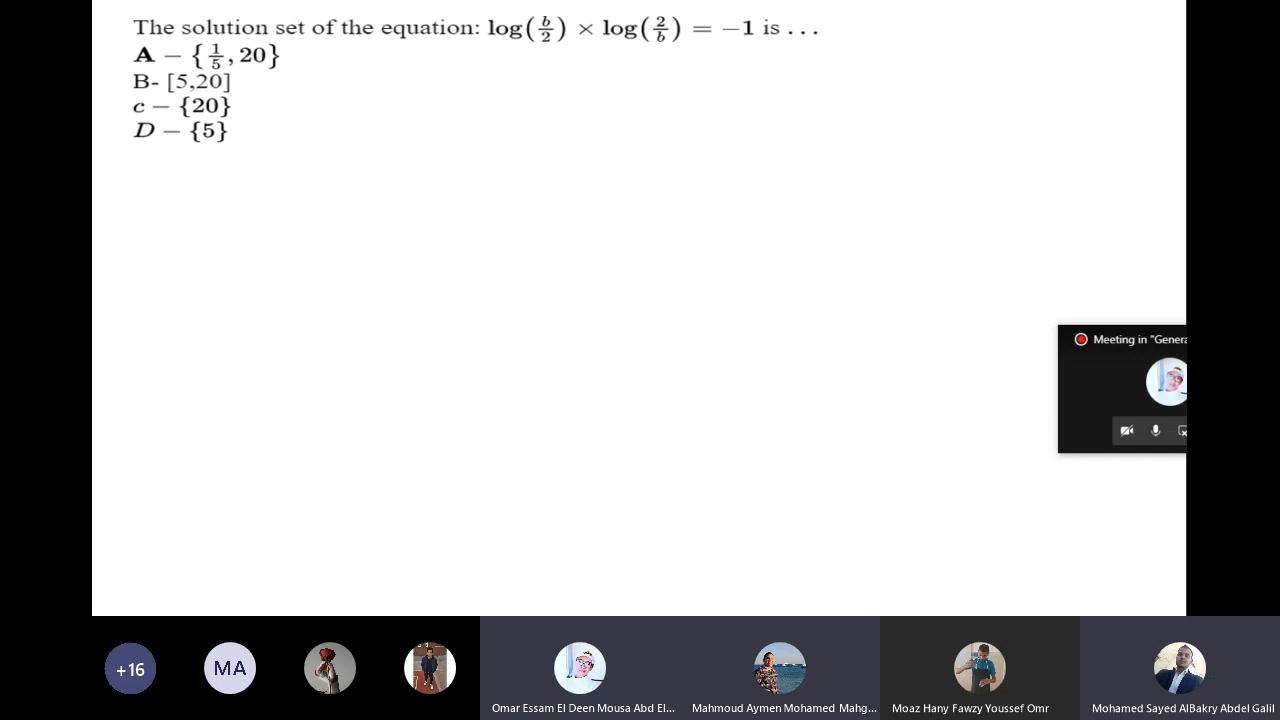 The solution set of the equation: log(b/2) × log(2/b) = −1 is ...
A – {1/5, 20}
B- [5,20]
c – {20}
D – {5}
Meeting in "Genera
+16
MA
Omar Essam El Deen Mousa Abd El...
Mahmoud Aymen Mohamed Mahg...
Moaz Hany Fawzy Youssef Omr
Mohamed Sayed AlBakry Abdel Galil